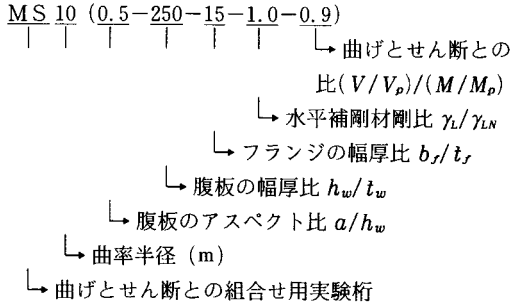 MS10(0.5−250−15−1.0−0.9)
曲げとせん断との
比(V/Vp)/(M/Mp)
水平補剛材剛比 γL/γLN
フランジの幅厚比 bf/tf
腹板の幅厚比 hw/tw
腹板のアスペクト比 a/hw
曲率半径 (m)
曲げとせん断との組合せ用実験桁